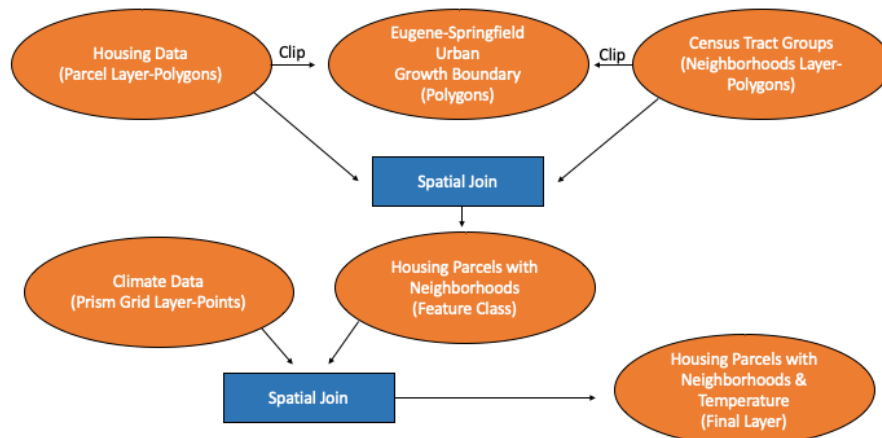 Housing Data
(Parcel Layer-Polygons)
Clip
Eugene-Springfield
Urban
Growth Boundary
(Polygons)
Clip
Census Tract Groups
(Neighborhoods Layer-
Polygons)
Spatial Join
Climate Data
(Prism Grid Layer-Points)
Housing Parcels with
Neighborhoods
(Feature Class)
Spatial Join
Housing Parcels with
Neighborhoods &
Temperature
(Final Layer)